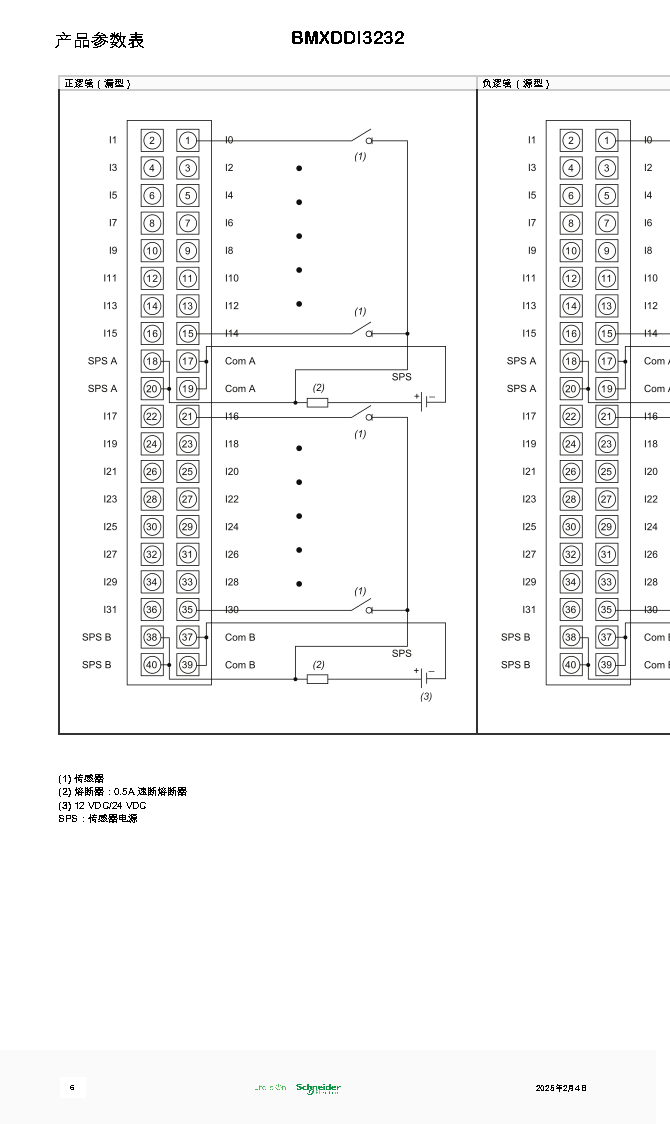 产品参数表 BMXDDI3232
正逻辑 ( 漏型 ) 负逻辑 ( 源型 )
I1 2 1 I0 (1) I1 2 1 I0
I3 4 3 I2 I3 4 3 I2
I5 6 5 I4 I5 6 5 I4
I7 8 7 I6 I7 8 7 I6
I9 10 9 I8 I9 10 9 I8
I11 12 11 I10 I11 12 11 I10
I13 14 13 I12 (1) I13 14 13 I12
I15 16 15 I14 I15 16 15 I14
SPS A 18 17 Com A SPS SPS A 18 17 Com A
SPS A 20 19 Com A (2) + − SPS A 20 19 Com A
I17 22 21 I16 (1) I17 22 21 I16
I19 24 23 I18 I19 24 23 I18
I21 26 25 I20 I21 26 25 I20
I23 28 27 I22 I23 28 27 I22
I25 30 29 I24 I25 30 29 I24
I27 32 31 I26 I27 32 31 I26
I29 34 33 I28 (1) I29 34 33 I28
I31 36 35 I30 I31 36 35 I30
SPS B 38 37 Com B SPS SPS B 38 37 Com
SPS B 40 39 Com B (2) + − SPS B 40 39 Com
(3)
(1) 传感器
(2) 熔断器：0.5A 速断熔断器
(3) 12 VDC/24 VDC
SPS：传感器电源
6 Life Is On Schneider Electric 2025年2月4日